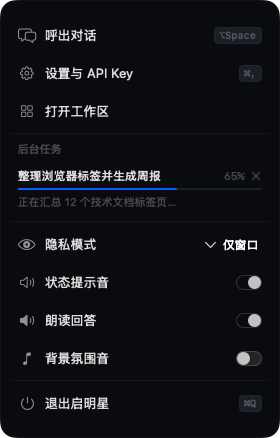 呼出对话 ⌥Space
设置与 API Key ⌘,
打开工作区
后台任务
整理浏览器标签并生成周报 65%
正在汇总 12 个技术文档标签页...
隐私模式 仅窗口
状态提示音
朗读回答
背景氛围音
退出启明星 ⌘Q